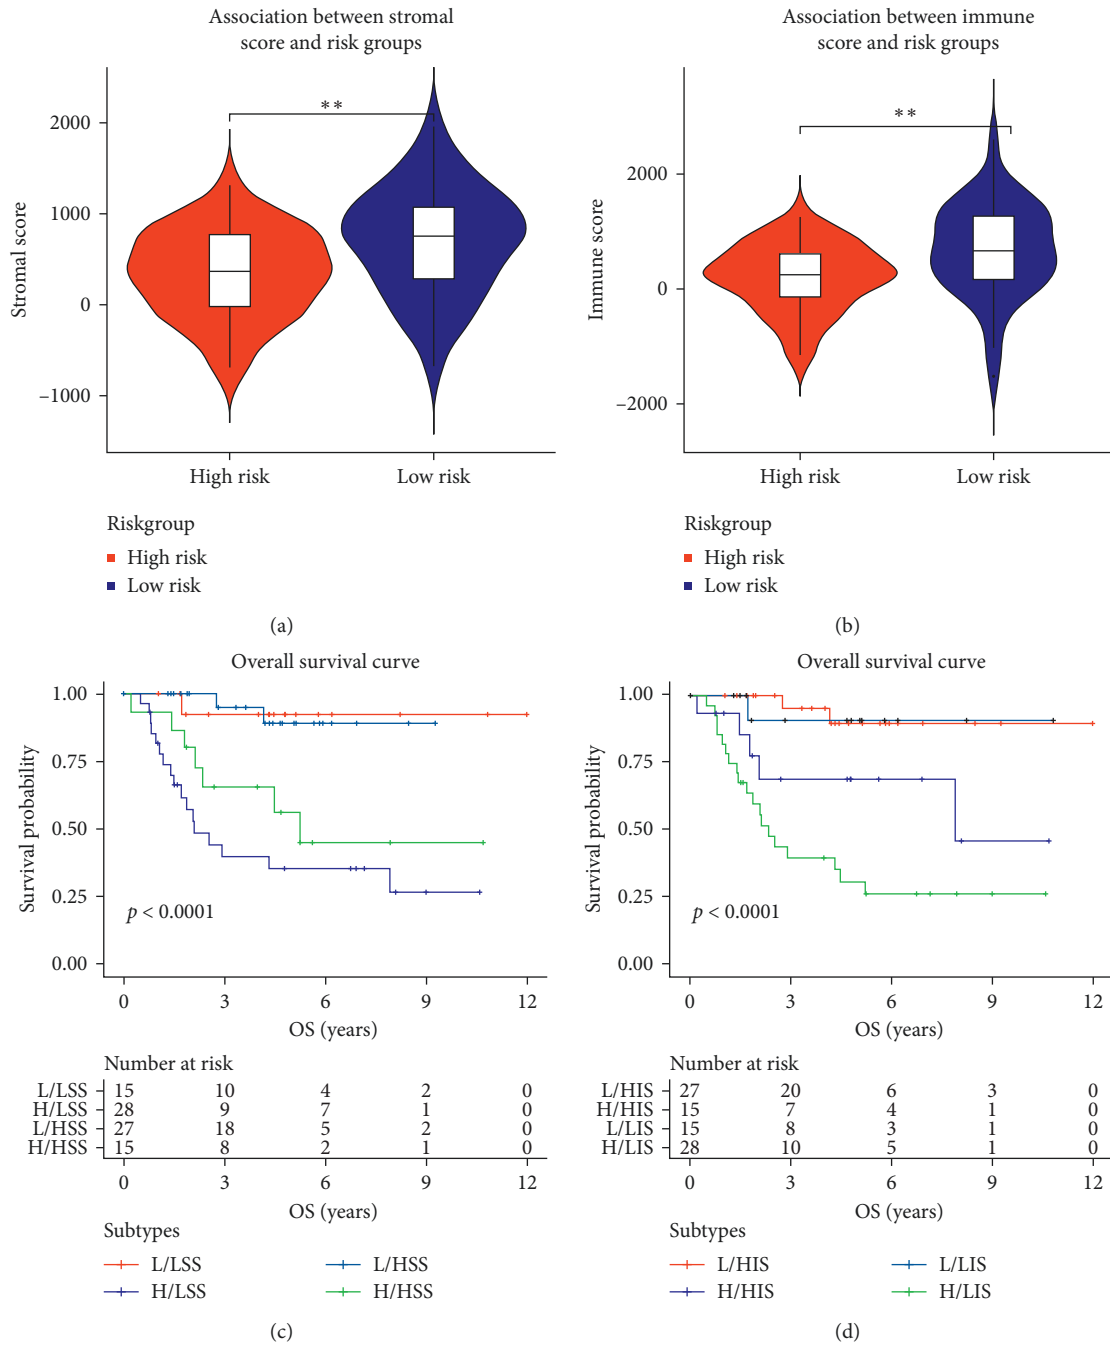 Association between stromal
score and risk groups
**
2000
1000
0
–1000
Stromal score
High risk
Low risk
Riskgroup
High risk
Low risk
(a)
Association between immune
score and risk groups
**
2000
0
–2000
Immune score
High risk
Low risk
Riskgroup
High risk
Low risk
(b)
Overall survival curve
1.00
0.75
0.50
0.25
0.00
Survival probability
p < 0.0001
0 3 6 9 12
OS (years)
Number at risk
L/LSS 15 10 4 2 0
H/LSS 28 9 7 1 0
L/HSS 27 18 5 2 0
H/HSS 15 8 2 1 0
0 3 6 9 12
OS (years)
Subtypes
L/LSS L/HSS
H/LSS H/HSS
(c)
Overall survival curve
1.00
0.75
0.50
0.25
0.00
Survival probability
p < 0.0001
0 3 6 9 12
OS (years)
Number at risk
L/HIS 27 20 6 3 0
H/HIS 15 7 4 1 0
L/LIS 15 8 3 1 0
H/LIS 28 10 5 1 0
0 3 6 9 12
OS (years)
Subtypes
L/HIS L/LIS
H/HIS H/LIS
(d)